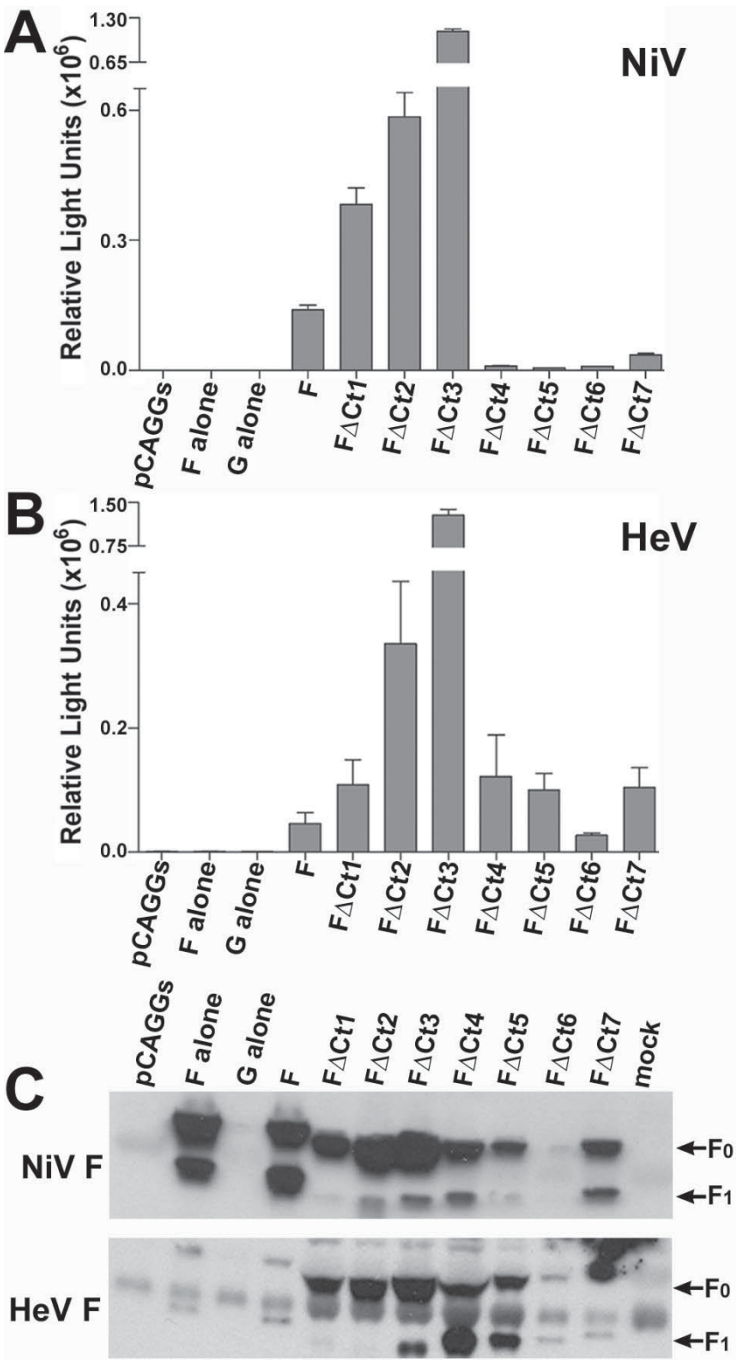 A
NiV
Relative Light Units (x10⁶)
1.30
0.65
0.6
0.3
0.0
pCAGGs
F alone
G alone
F
FΔCt1
FΔCt2
FΔCt3
FΔCt4
FΔCt5
FΔCt6
FΔCt7
B
HeV
Relative Light Units (x10⁶)
1.50
0.75
0.4
0.2
0.0
pCAGGs
F alone
G alone
F
FΔCt1
FΔCt2
FΔCt3
FΔCt4
FΔCt5
FΔCt6
FΔCt7
C
pCAGGs
F alone
G alone
F
FΔCt1
FΔCt2
FΔCt3
FΔCt4
FΔCt5
FΔCt6
FΔCt7
mock
NiV F
←F₀
←F₁
HeV F
←F₀
←F₁